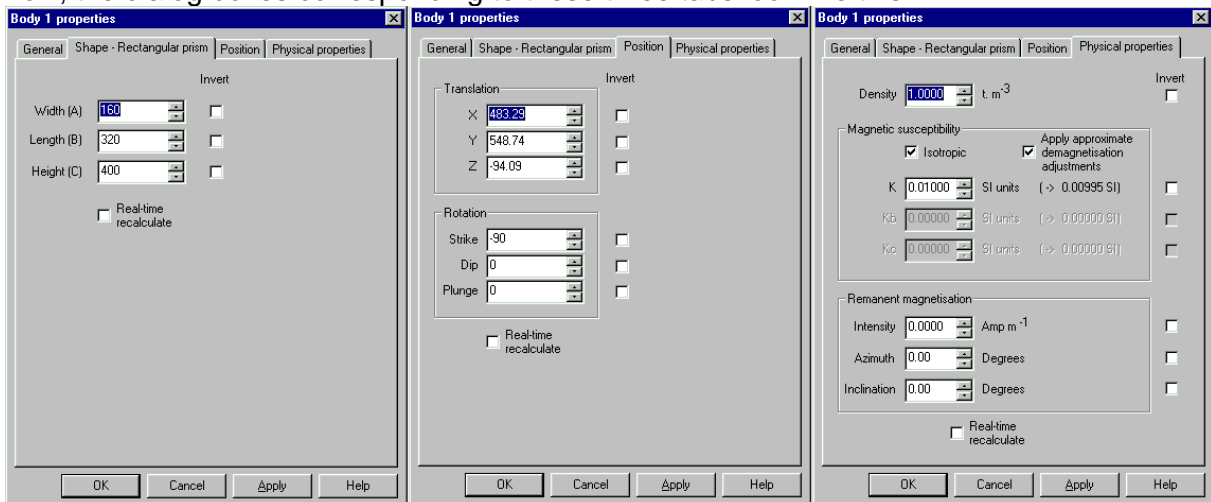 Body 1 properties
General Shape - Rectangular prism Position Physical properties
Invert
Width (A) 160
Length (B) 320
Height (C) 400
Real-time
recalculate
OK Cancel Apply Help
Body 1 properties
General Shape - Rectangular prism Position Physical properties
Invert
Translation
X 483.29
Y 548.74
Z -94.09
Rotation
Strike -90
Dip 0
Plunge 0
Real-time
recalculate
OK Cancel Apply Help
Body 1 properties
General Shape - Rectangular prism Position Physical properties
Invert
Density 1.0000 t. m-3
Magnetic susceptibility
Isotropic
Apply approximate
demagnetisation
adjustments
K 0.01000 SI units (-> 0.00995 SI)
Kb 0.00000 SI units (-> 0.00000 SI)
Kc 0.00000 SI units (-> 0.00000 SI)
Remanent magnetisation
Intensity 0.0000 Amp m -1
Azimuth 0.00 Degrees
Inclination 0.00 Degrees
Real-time
recalculate
OK Cancel Apply Help